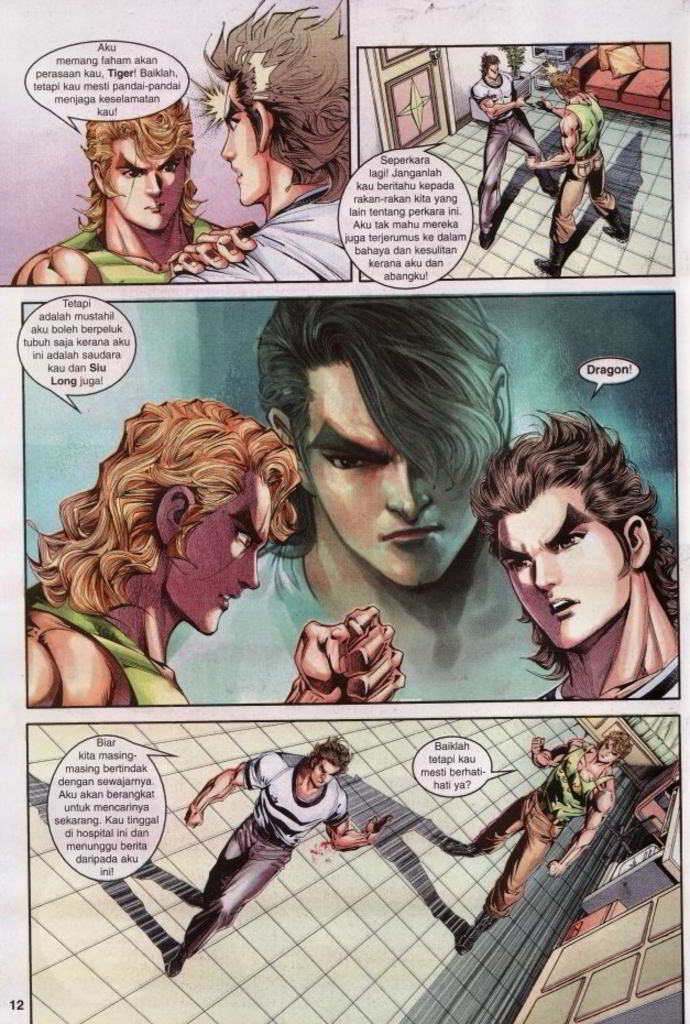 Aku
memang faham akan
perasaan kau, Tiger! Baiklah,
tetapi kau mesti pandai-pandai
menjaga keselamatan
kau!
Seperkara
lagi! Janganlah
kau beritahu kepada
rakan-rakan kita yang
lain tentang perkara ini.
Aku tak mahu mereka
juga terjerumus ke dalam
bahaya dan kesulitan
kerana aku dan
abangku!
Tetapi
adalah mustahil
aku boleh berpeluk
tubuh saja kerana aku
ini adalah saudara
kau dan Siu
Long juga!
Dragon!
Biar
kita masing-
masing bertindak
dengan sewajarnya.
Aku akan berangkat
untuk mencarinya
sekarang. Kau tinggal
di hospital ini dan
menunggu berita
daripada aku
ini!
Baiklah
tetapi kau
mesti berhati-
hati ya?
12